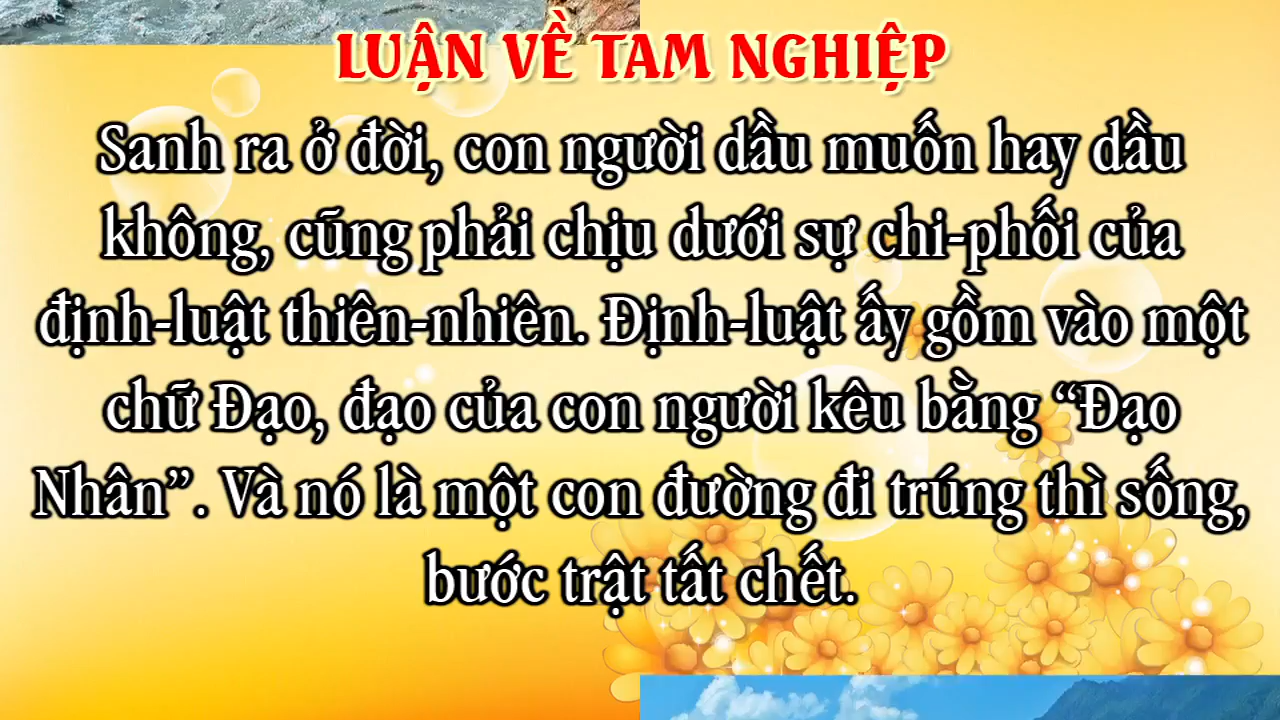 LUẬN VỀ TAM NGHIỆP
Sanh ra ở đời, con người dầu muốn hay dầu
không, cũng phải chịu dưới sự chi-phối của
định-luật thiên-nhiên. Định-luật ấy gồm vào một
chữ Đạo, đạo của con người kêu bằng “Đạo
Nhân”. Và nó là một con đường đi trúng thì sống,
bước trật tất chết.